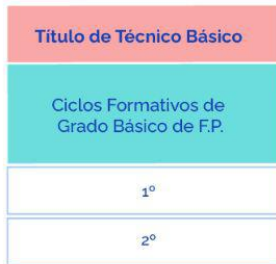 Título de Técnico Básico
Ciclos Formativos de
Grado Básico de F.P.
1º
2º